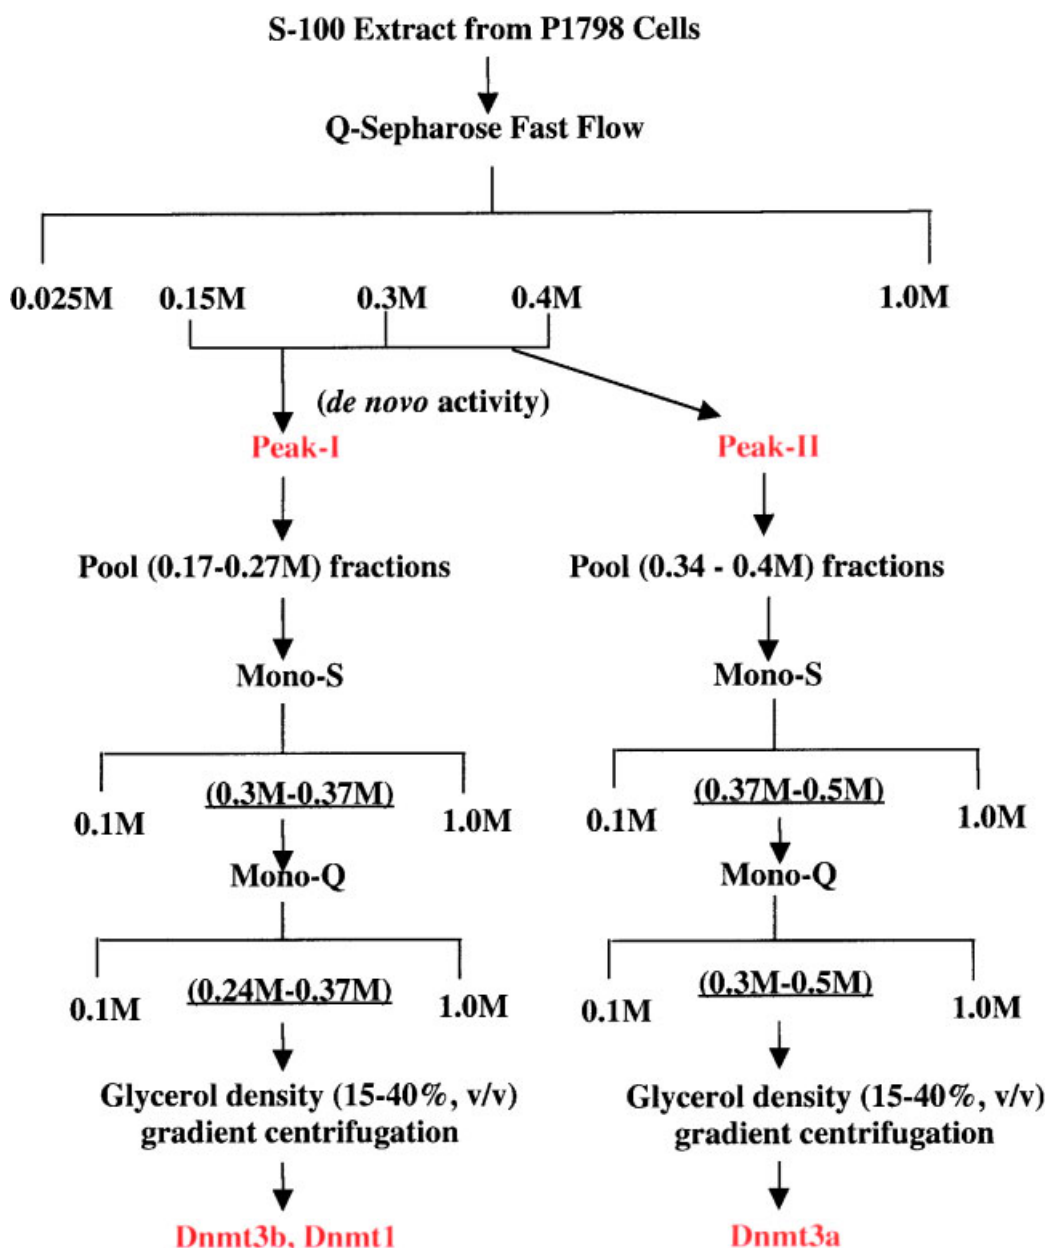 S-100 Extract from P1798 Cells
Q-Sepharose Fast Flow
0.025M 0.15M 0.3M 0.4M 1.0M
(de novo activity)
Peak-I Peak-II
Pool (0.17-0.27M) fractions Pool (0.34 - 0.4M) fractions
Mono-S Mono-S
(0.3M-0.37M) (0.37M-0.5M)
0.1M 1.0M 0.1M 1.0M
Mono-Q Mono-Q
(0.24M-0.37M) (0.3M-0.5M)
0.1M 1.0M 0.1M 1.0M
Glycerol density (15-40%, v/v) Glycerol density (15-40%, v/v)
gradient centrifugation gradient centrifugation
Dnmt3b, Dnmt1 Dnmt3a